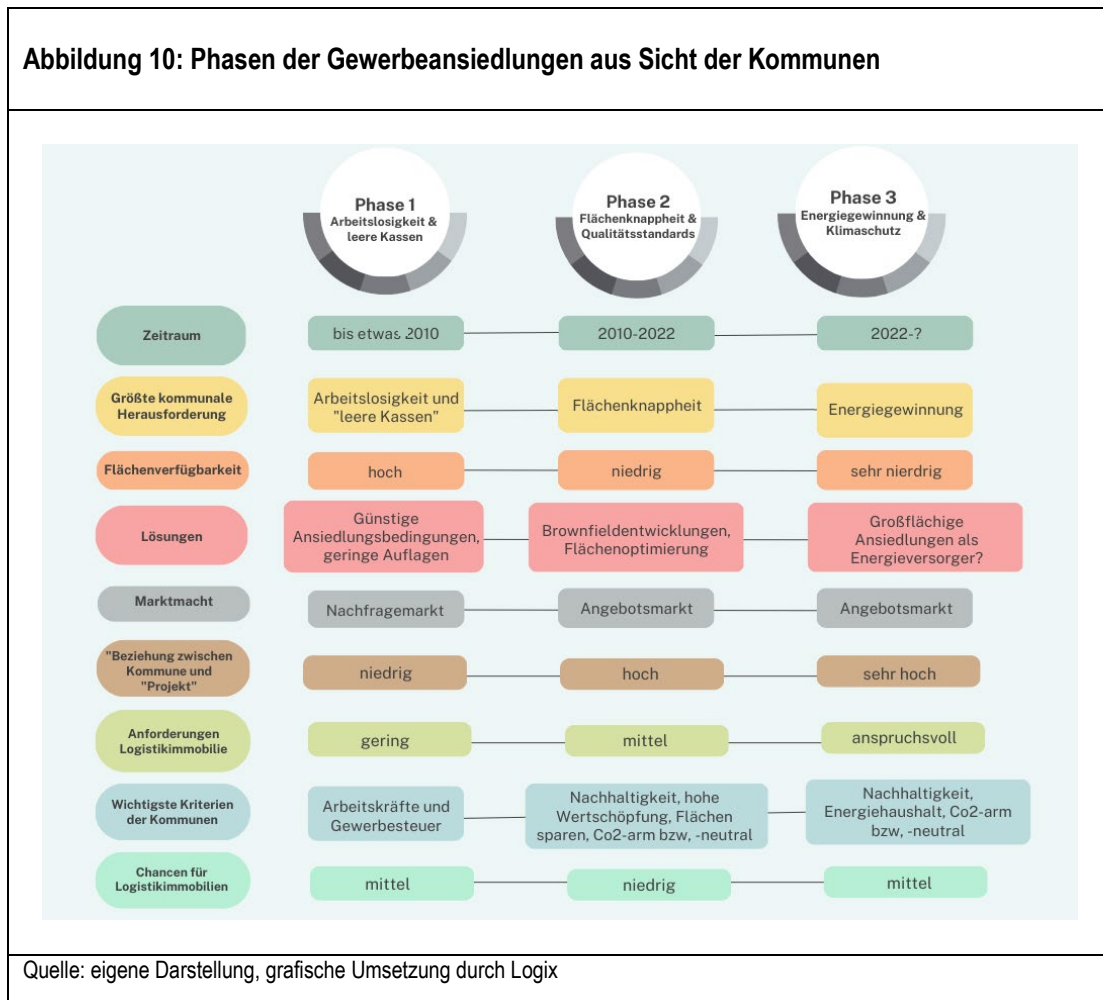 Abbildung 10: Phasen der Gewerbeansiedlungen aus Sicht der Kommunen
Phase 1
Arbeitslosigkeit &
leere Kassen
Phase 2
Flächenknappheit &
Qualitätsstandards
Phase 3
Energiegewinnung &
Klimaschutz
Zeitraum
bis etwas 2010
2010-2022
2022-?
Größte kommunale
Herausforderung
Arbeitslosigkeit und
"leere Kassen"
Flächenknappheit
Energiegewinnung
Flächenverfügbarkeit
hoch
niedrig
sehr nierdrig
Lösungen
Günstige
Ansiedlungsbedingungen,
geringe Auflagen
Brownfieldentwicklungen,
Flächenoptimierung
Großflächige
Ansiedlungen als
Energieversorger?
Marktmacht
Nachfragemarkt
Angebotsmarkt
Angebotsmarkt
"Beziehung zwischen
Kommune und
"Projekt"
niedrig
hoch
sehr hoch
Anforderungen
Logistikimmobilie
gering
mittel
anspruchsvoll
Wichtigste Kriterien
der Kommunen
Arbeitskräfte und
Gewerbesteuer
Nachhaltigkeit, hohe
Wertschöpfung, Flächen
sparen, Co2-arm bzw, -neutral
Nachhaltigkeit,
Energiehaushalt, Co2-arm
bzw, -neutral
Chancen für
Logistikimmobilien
mittel
niedrig
mittel
Quelle: eigene Darstellung, grafische Umsetzung durch Logix